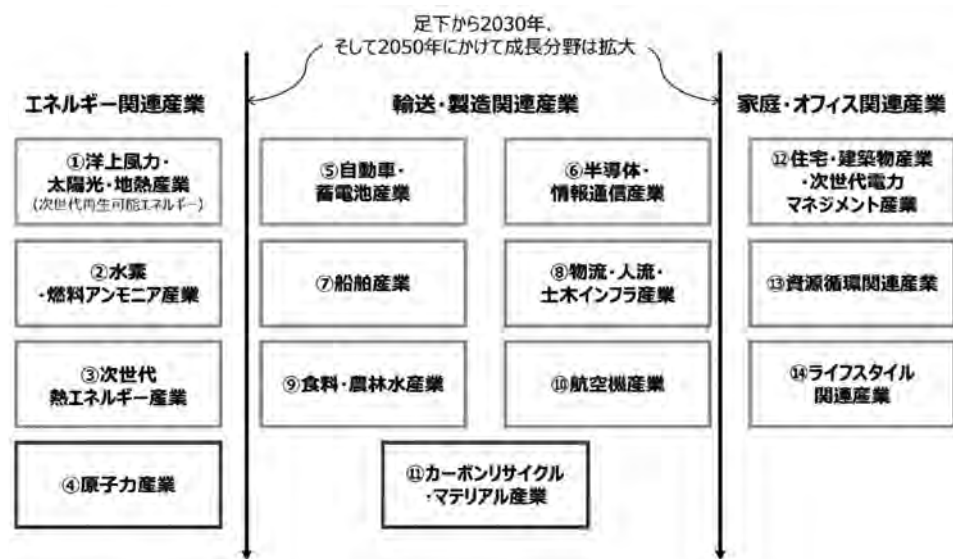 足下から2030年、
そして2050年にかけて成長分野は拡大
エネルギー関連産業
輸送・製造関連産業
家庭・オフィス関連産業
①洋上風力・
太陽光・地熱産業
(次世代再生可能エネルギー)
②水素
・燃料アンモニア産業
③次世代
熱エネルギー産業
④原子力産業
⑤自動車・
蓄電池産業
⑥半導体・
情報通信産業
⑦船舶産業
⑧物流・人流・
土木インフラ産業
⑨食料・農林水産業
⑩航空機産業
⑪カーボンリサイクル
・マテリアル産業
⑫住宅・建築物産業
・次世代電力
マネジメント産業
⑬資源循環関連産業
⑭ライフスタイル
関連産業